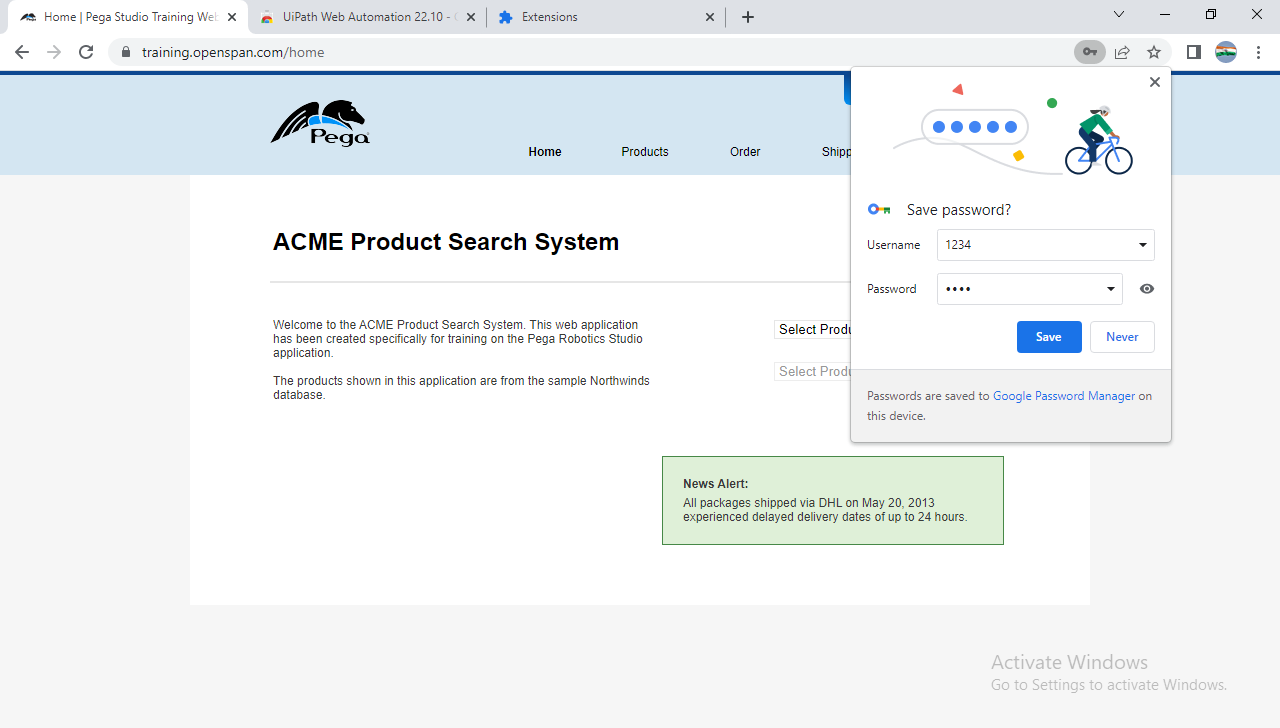 Home | Pega Studio Training Web
UiPath Web Automation 22.10 -
Extensions
training.openspan.com/home
Pega
Home
Products
Order
Shipp
ACME Product Search System
Welcome to the ACME Product Search System. This web application
has been created specifically for training on the Pega Robotics Studio
application.
The products shown in this application are from the sample Northwinds
database.
Select Produ
Select Produ
News Alert:
All packages shipped via DHL on May 20, 2013
experienced delayed delivery dates of up to 24 hours.
Save password?
Username 1234
Password ••••
Save Never
Passwords are saved to Google Password Manager on
this device.
Activate Windows
Go to Settings to activate Windows.